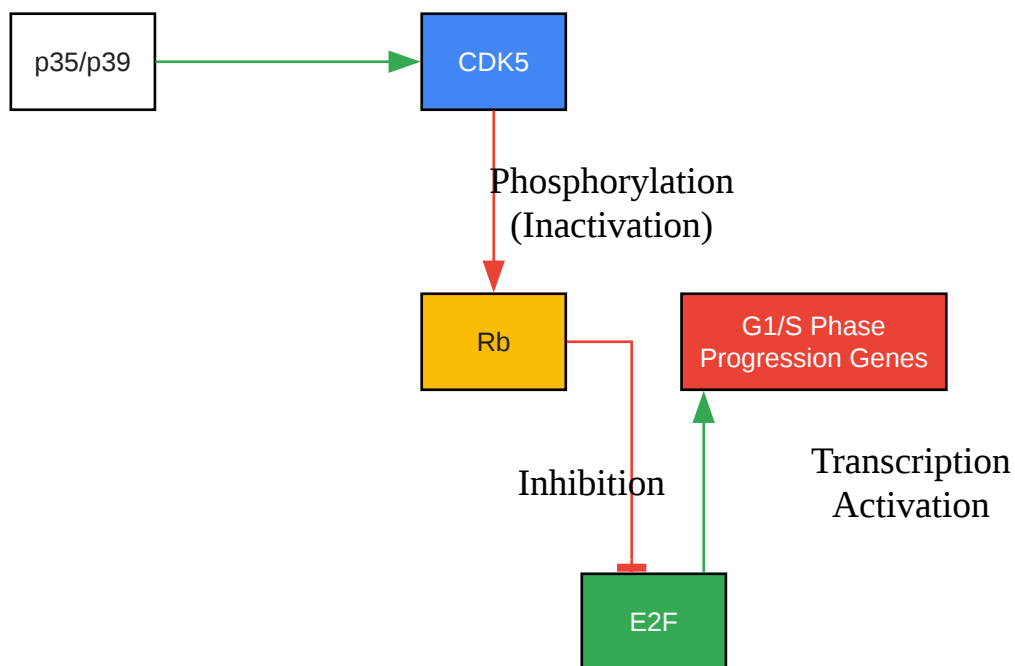 p35/p39
CDK5
Phosphorylation
(Inactivation)
Rb
G1/S Phase
Progression Genes
Inhibition
Transcription
Activation
E2F